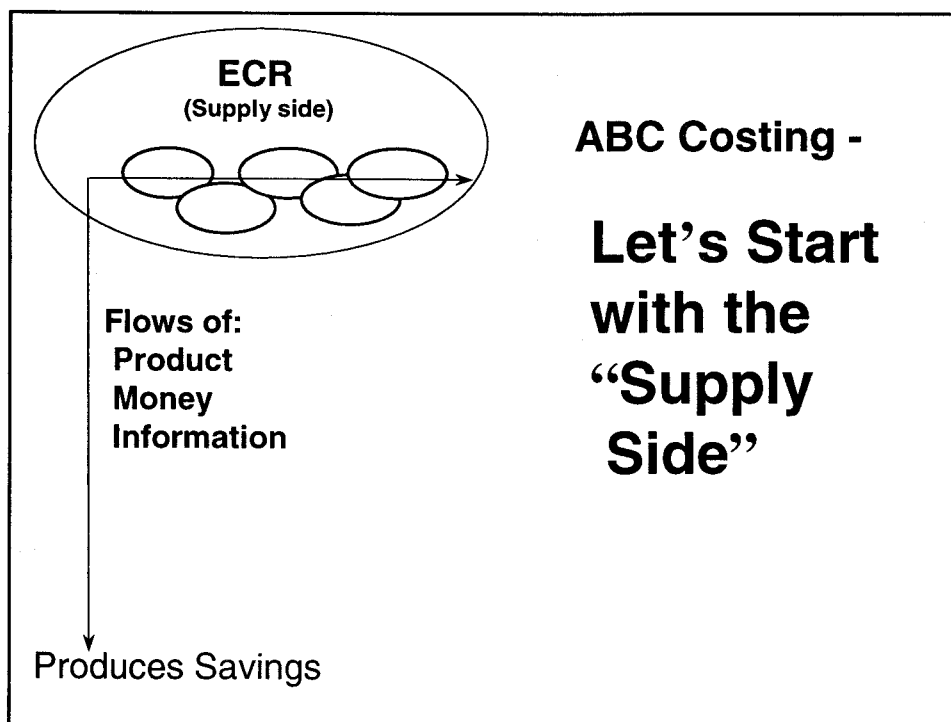 ECR
(Supply side)
Flows of:
Product
Money
Information
Produces Savings
ABC Costing -
Let’s Start
with the
“Supply
Side”